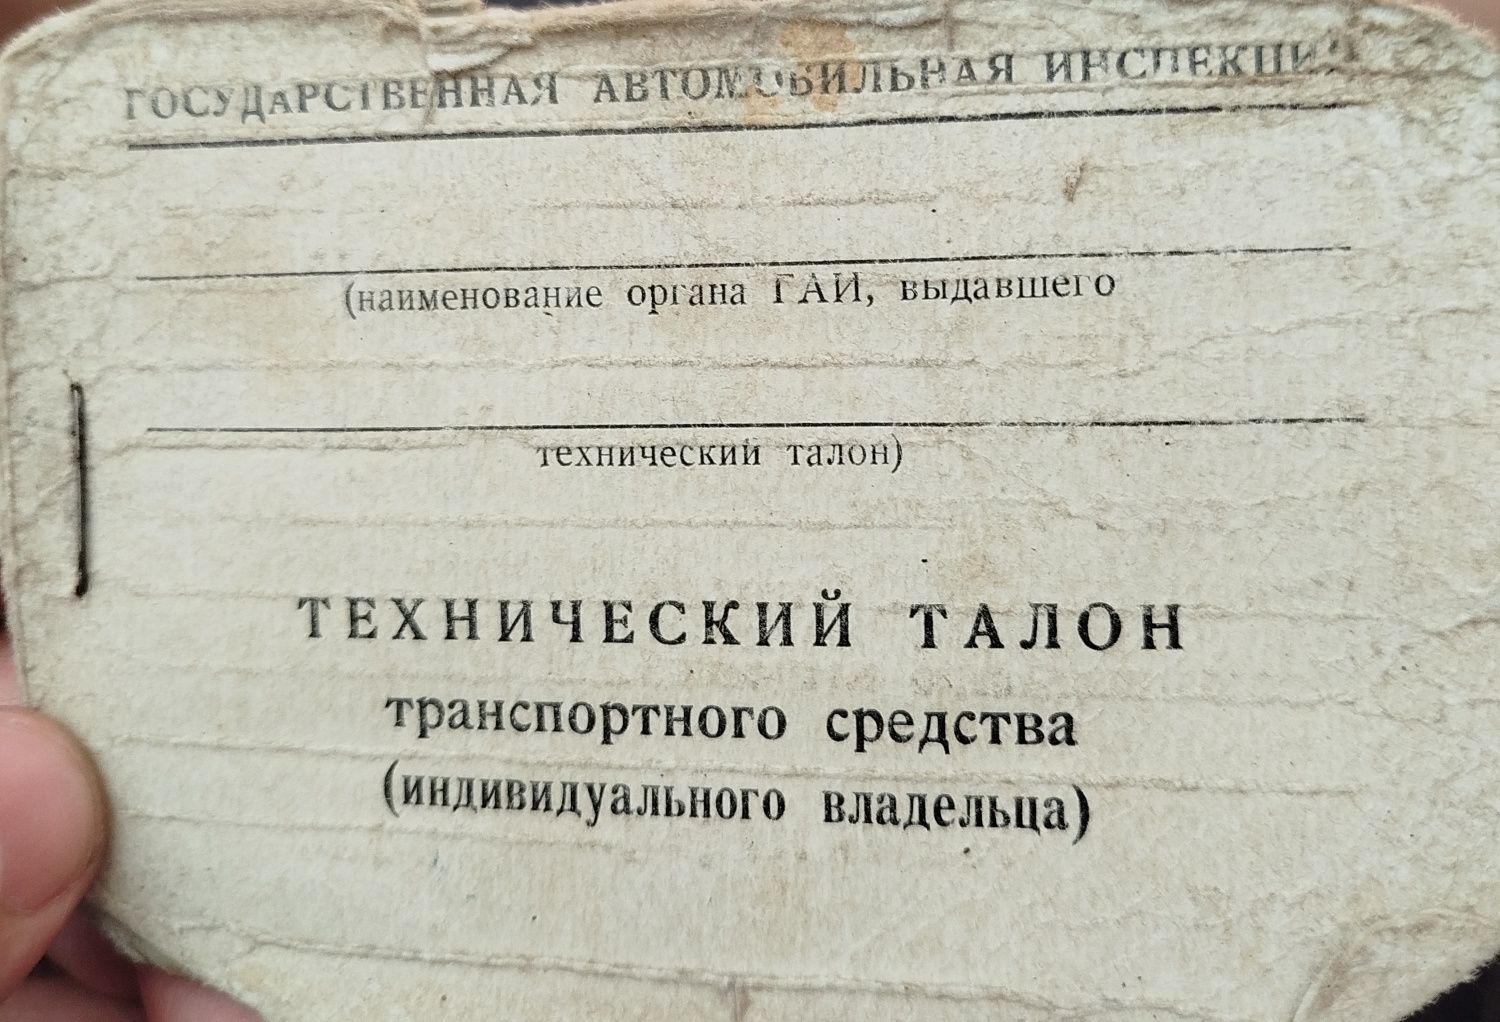 ГОСУДАРСТВЕННАЯ АВТОМОБИЛЬНАЯ ИНСПЕКЦИЯ
(наименование органа ГАИ, выдавшего
технический талон)
ТЕХНИЧЕСКИЙ ТАЛОН
транспортного средства
(индивидуального владельца)